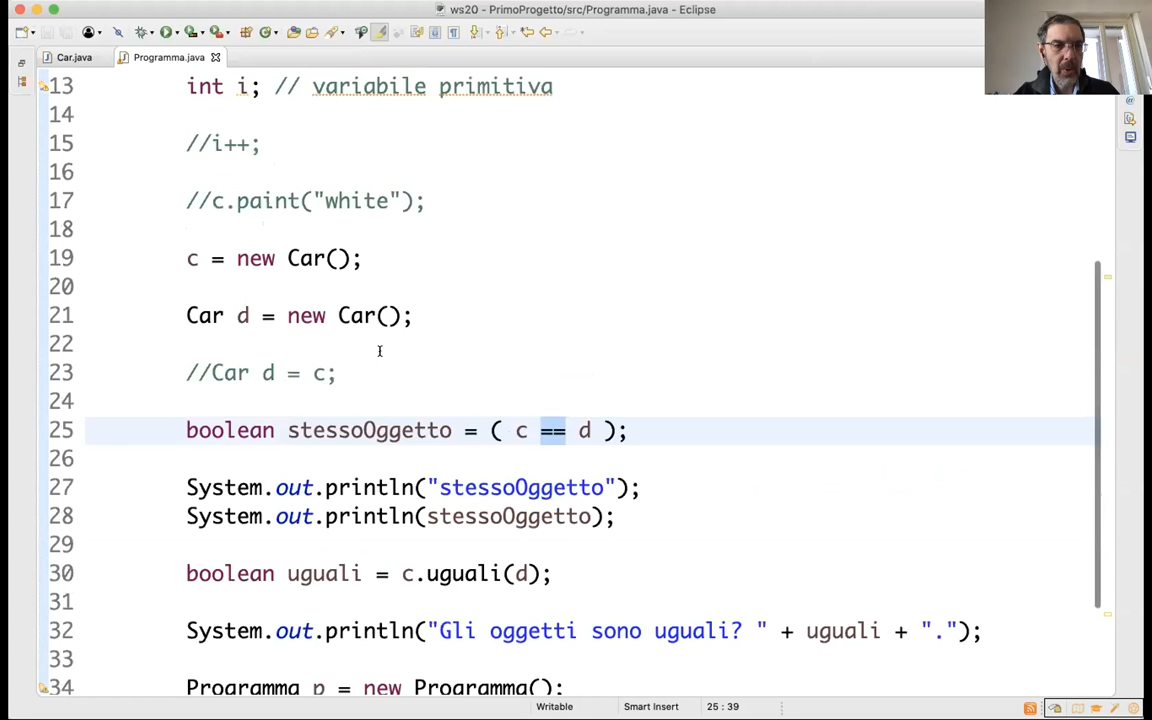 ws20 - PrimoProgetto/src/Programma.java - Eclipse
Car.java
Programma.java
13 int i; // variabile primitiva
14
15 //i++;
16
17 //c.paint("white");
18
19 c = new Car();
20
21 Car d = new Car();
22
23 //Car d = c;
24
25 boolean stessoOggetto = ( c == d );
26
27 System.out.println("stessoOggetto");
28 System.out.println(stessoOggetto);
29
30 boolean uguali = c.uguali(d);
31
32 System.out.println("Gli oggetti sono uguali? " + uguali + ".");
33
34 Programma p = new Programma();
Writable
Smart Insert
25 : 39